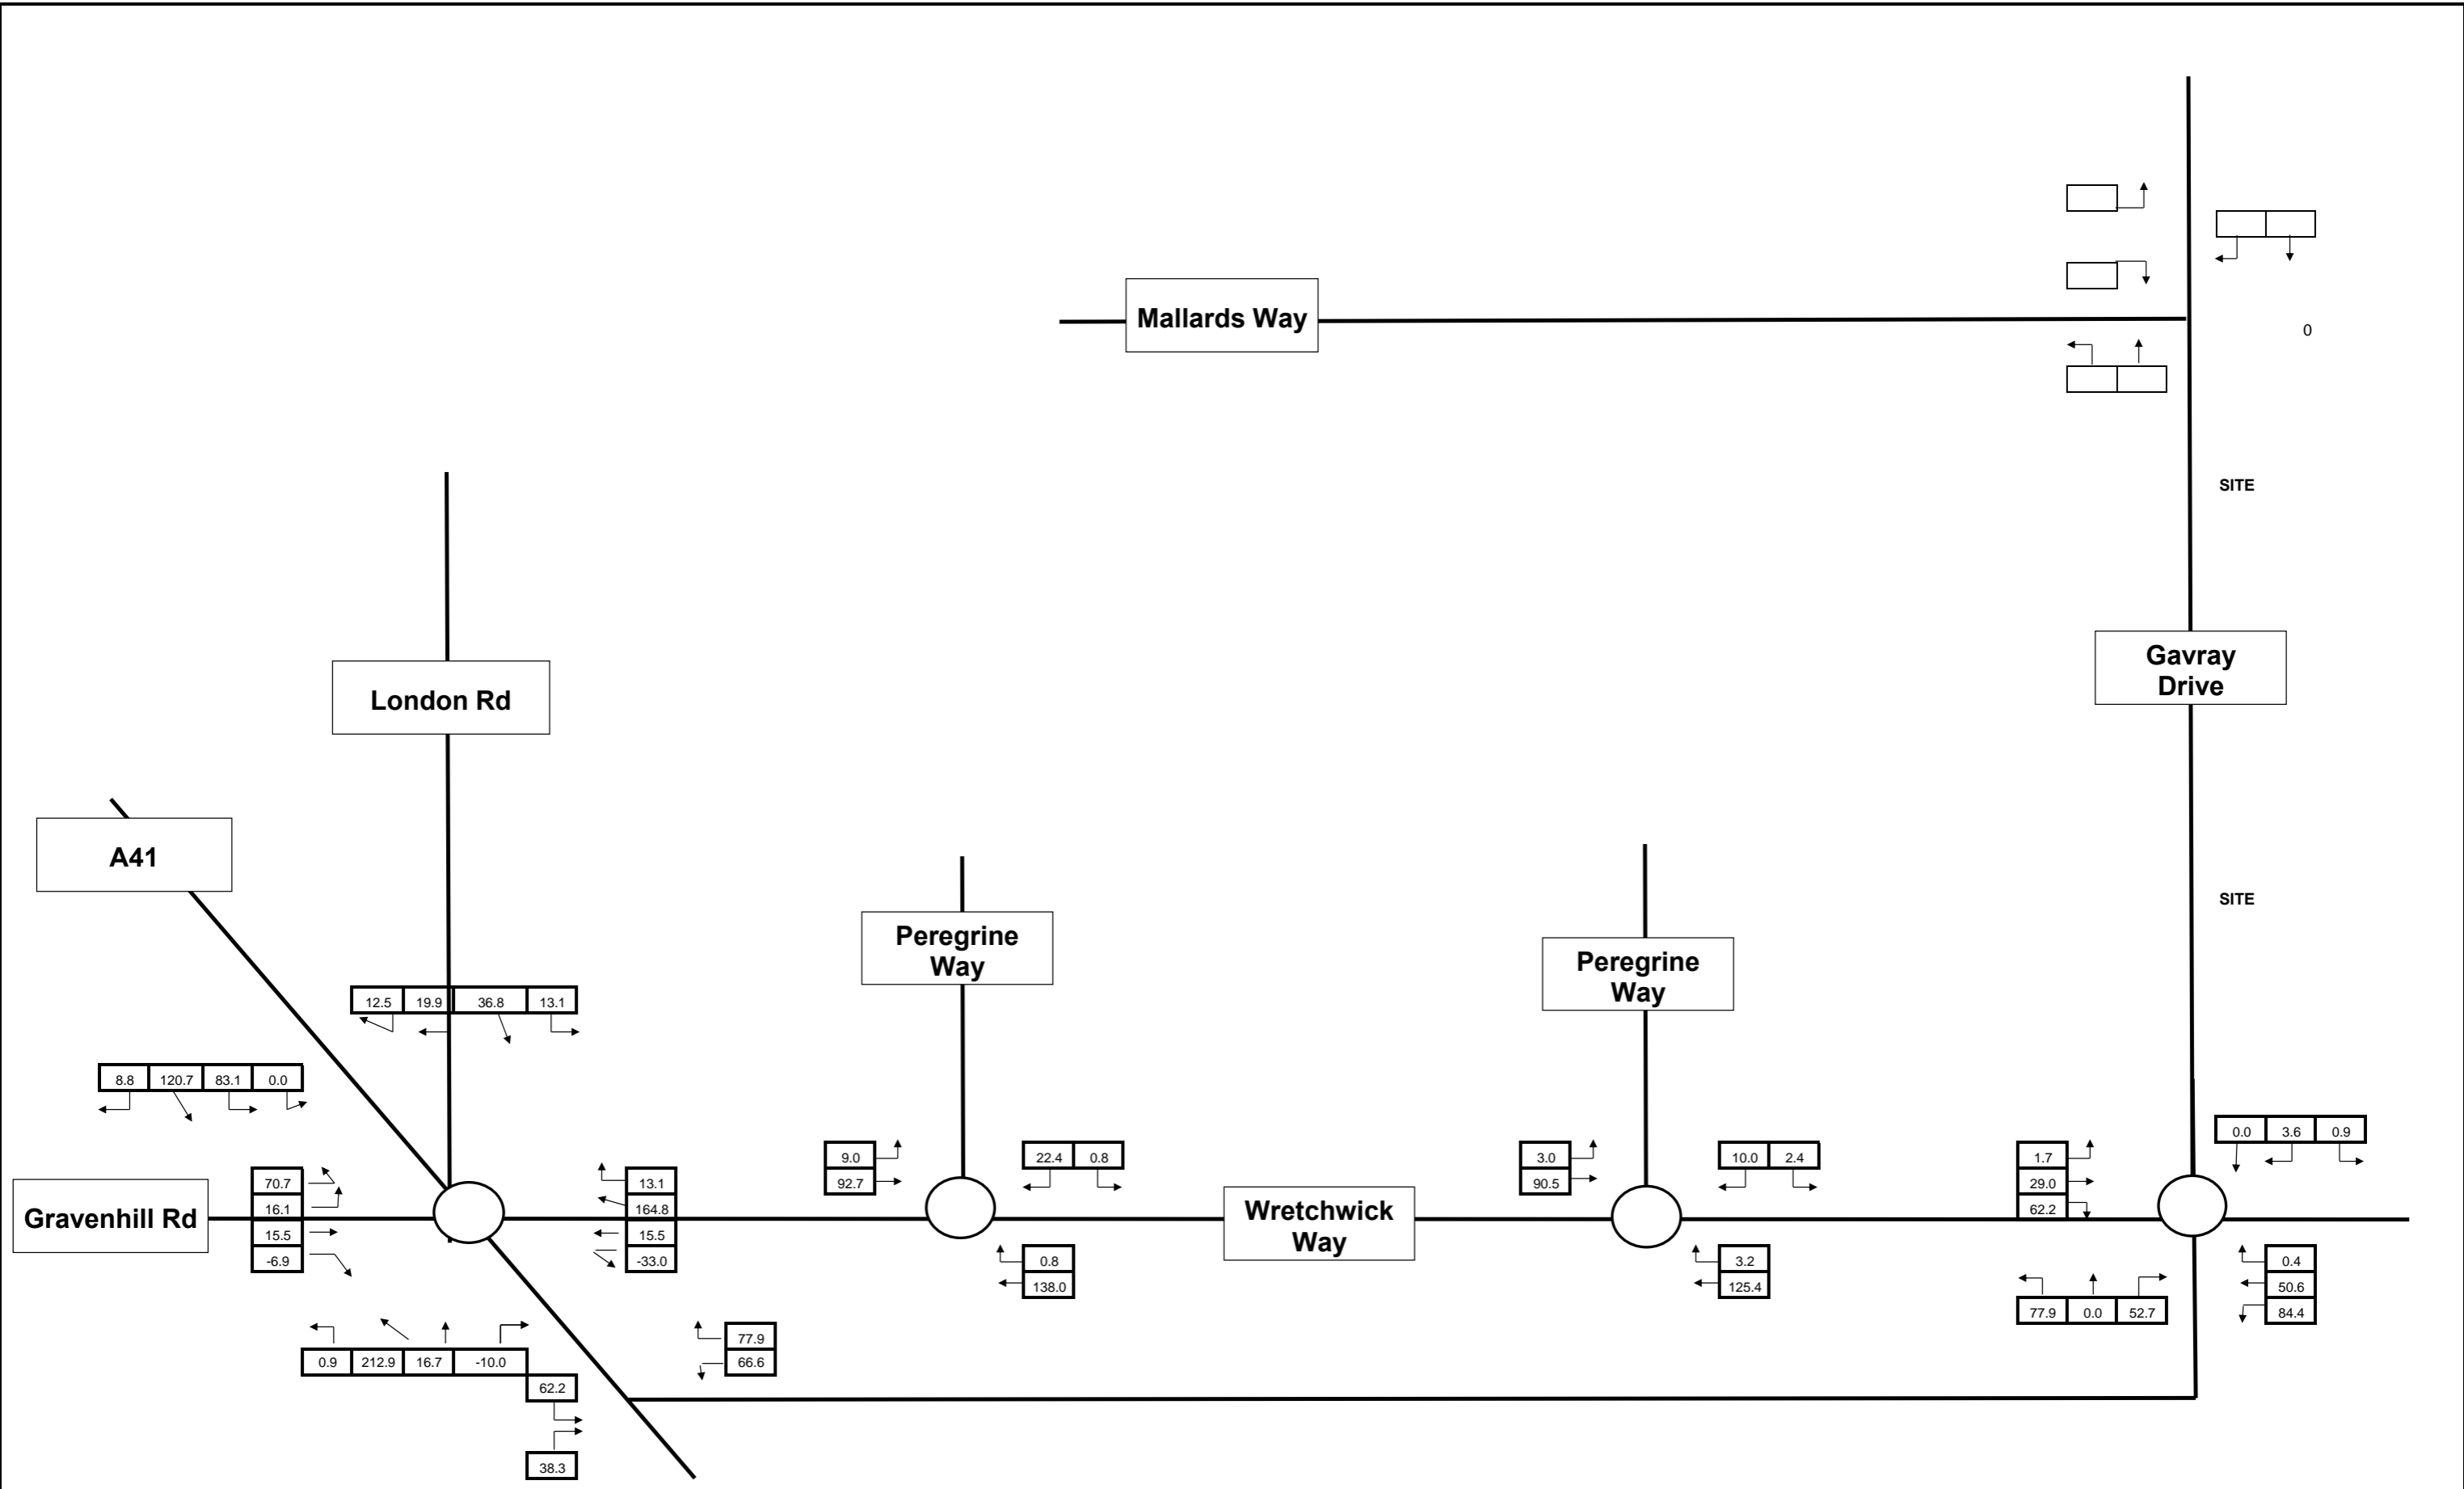 Mallards Way
0
SITE
Gavray
Drive
London Rd
A41
SITE
Peregrine
Way
Peregrine
Way
12.5 19.9 36.8 13.1
8.8 120.7 83.1 0.0
0.0 3.6 0.9
9.0
92.7
22.4 0.8
3.0
90.5
10.0 2.4
1.7
29.0
62.2
Gravenhill Rd
70.7
16.1
15.5
-6.9
13.1
164.8
15.5
-33.0
Wretchwick
Way
0.8
138.0
3.2
125.4
77.9 0.0 52.7
0.4
50.6
84.4
0.9 212.9 16.7 -10.0
77.9
66.6
62.2
38.3